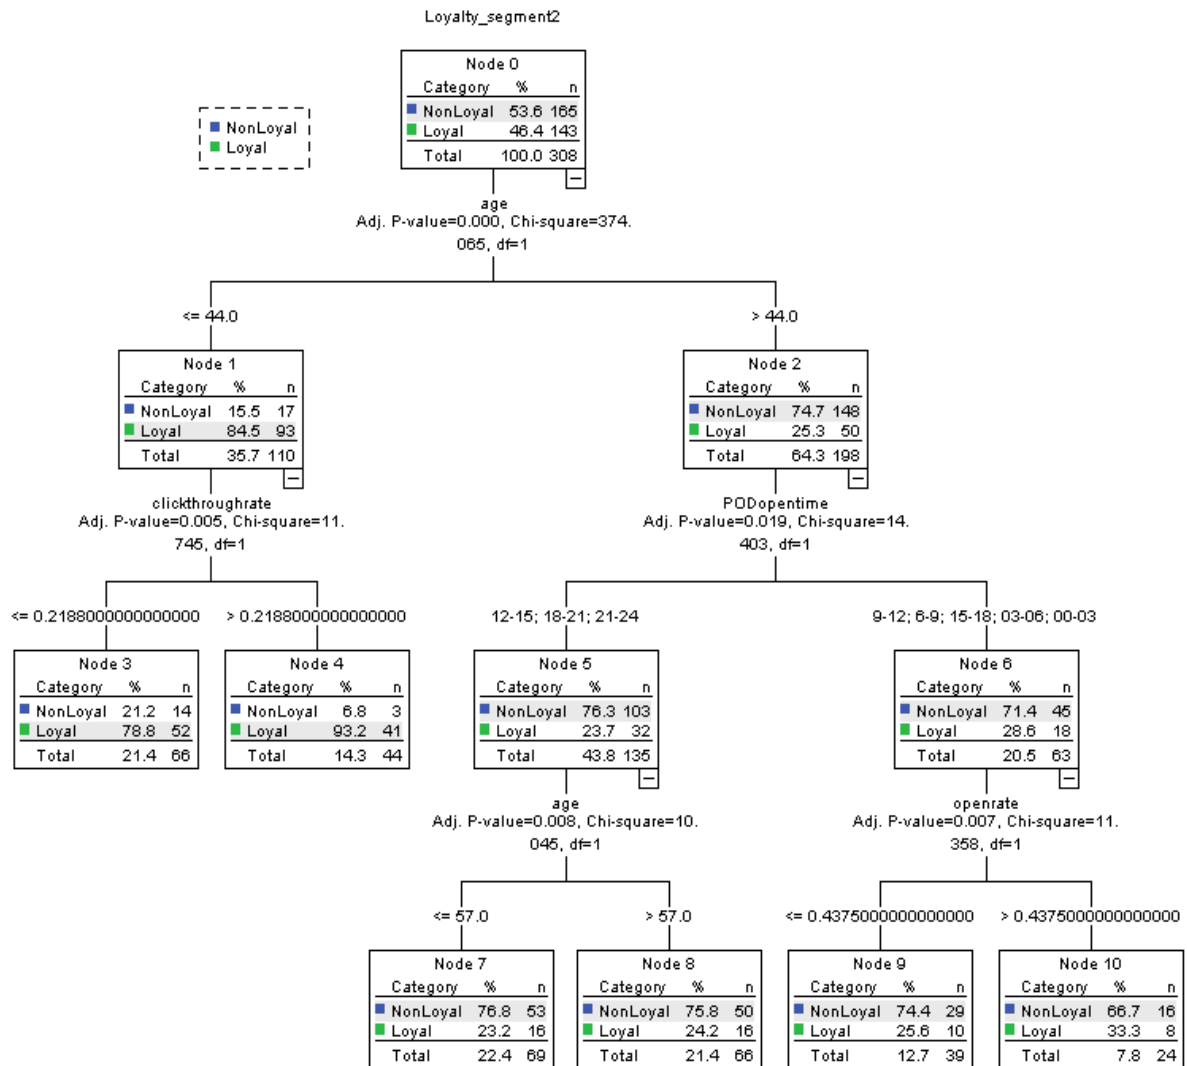 Loyalty_segment2
Node 0
Category % n
NonLoyal 53.6 165
Loyal 46.4 143
Total 100.0 308
NonLoyal
Loyal
age
Adj. P-value=0.000, Chi-square=374.
065, df=1
<= 44.0
> 44.0
Node 1
Category % n
NonLoyal 15.5 17
Loyal 84.5 93
Total 35.7 110
Node 2
Category % n
NonLoyal 74.7 148
Loyal 25.3 50
Total 64.3 198
clickthroughrate
Adj. P-value=0.005, Chi-square=11.
745, df=1
PODopentime
Adj. P-value=0.019, Chi-square=14.
403, df=1
<= 0.21880000000000000
> 0.21880000000000000
12-15; 18-21; 21-24
9-12; 6-9; 15-18; 03-06; 00-03
Node 3
Category % n
NonLoyal 21.2 14
Loyal 78.8 52
Total 21.4 66
Node 4
Category % n
NonLoyal 6.8 3
Loyal 93.2 41
Total 14.3 44
Node 5
Category % n
NonLoyal 76.3 103
Loyal 23.7 32
Total 43.8 135
Node 6
Category % n
NonLoyal 71.4 45
Loyal 28.6 18
Total 20.5 63
age
Adj. P-value=0.008, Chi-square=10.
045, df=1
openrate
Adj. P-value=0.007, Chi-square=11.
358, df=1
<= 57.0
> 57.0
<= 0.43750000000000000
> 0.43750000000000000
Node 7
Category % n
NonLoyal 76.8 53
Loyal 23.2 16
Total 22.4 69
Node 8
Category % n
NonLoyal 75.8 50
Loyal 24.2 16
Total 21.4 66
Node 9
Category % n
NonLoyal 74.4 29
Loyal 25.6 10
Total 12.7 39
Node 10
Category % n
NonLoyal 66.7 16
Loyal 33.3 8
Total 7.8 24